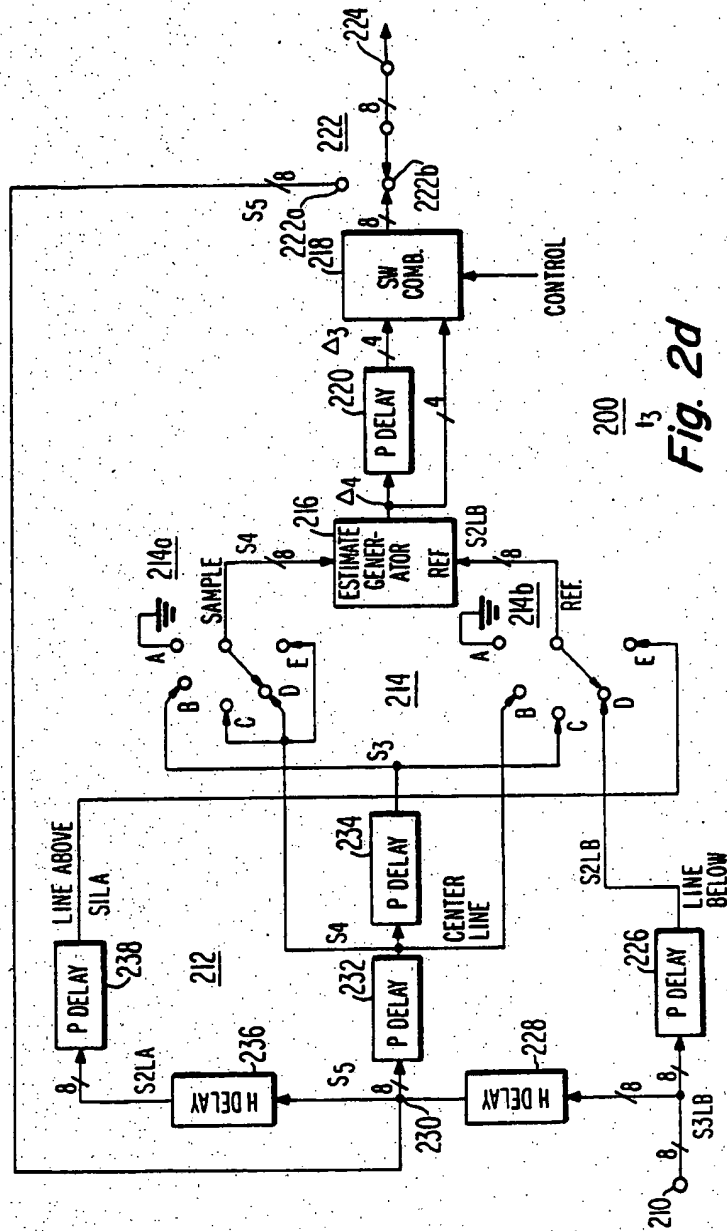 S5
8
222a
222
222b
8
8
224
218
SW
COMB.
CONTROL
Δ3
4
220
P DELAY
4
Δ4
216
ESTIMATE
GENER-
ATOR
REF
S2LB
8
S4
8
SAMPLE
214a
A
B
C
D
E
214
214b
REF.
A
B
C
D
E
LINE ABOVE
S1LA
238
P DELAY
8
S2LA
212
236
H DELAY
S5
8
230
232
P DELAY
S4
CENTER
LINE
234
P DELAY
S3
228
H DELAY
8
8
S3LB
8
210
226
P DELAY
S2LB
LINE
BELOW
200
t3
Fig. 2d